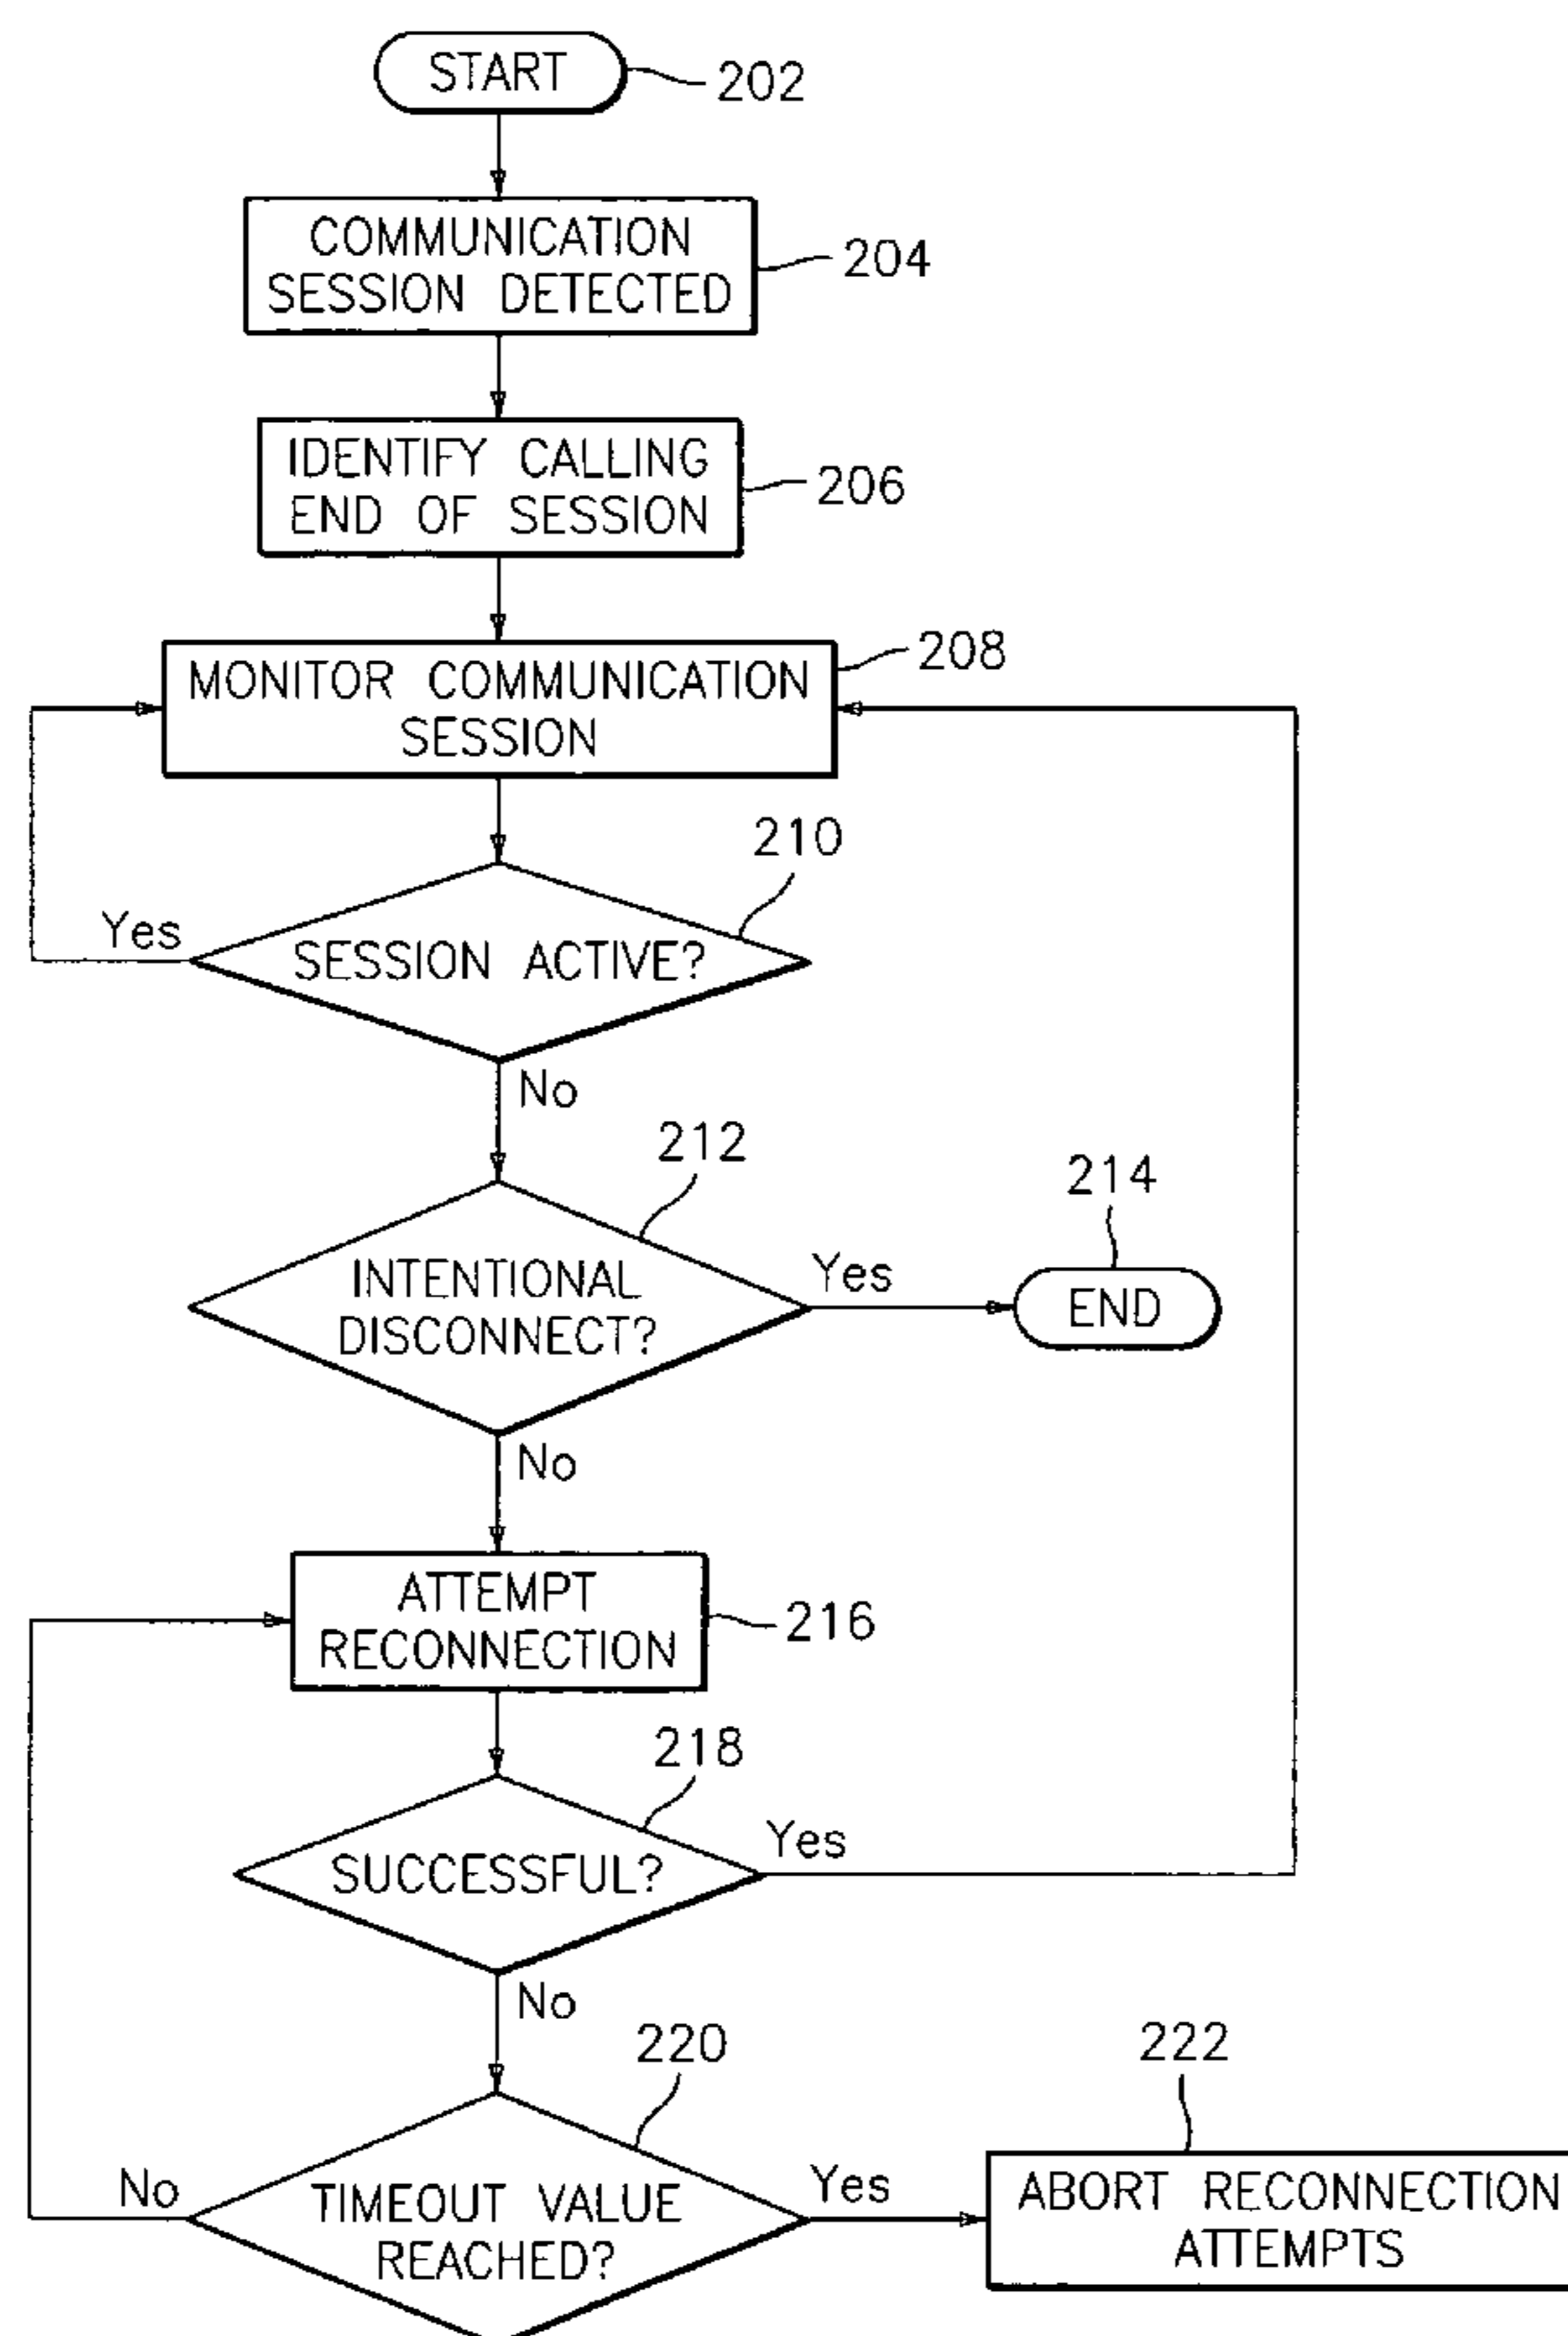 START
202
COMMUNICATION
SESSION DETECTED
204
IDENTIFY CALLING
END OF SESSION
206
MONITOR COMMUNICATION
SESSION
208
210
Yes
SESSION ACTIVE?
No
212
214
INTENTIONAL
DISCONNECT?
Yes
END
No
ATTEMPT
RECONNECTION
216
218
SUCCESSFUL?
Yes
No
220
222
No
TIMEOUT VALUE
REACHED?
Yes
ABORT RECONNECTION
ATTEMPTS